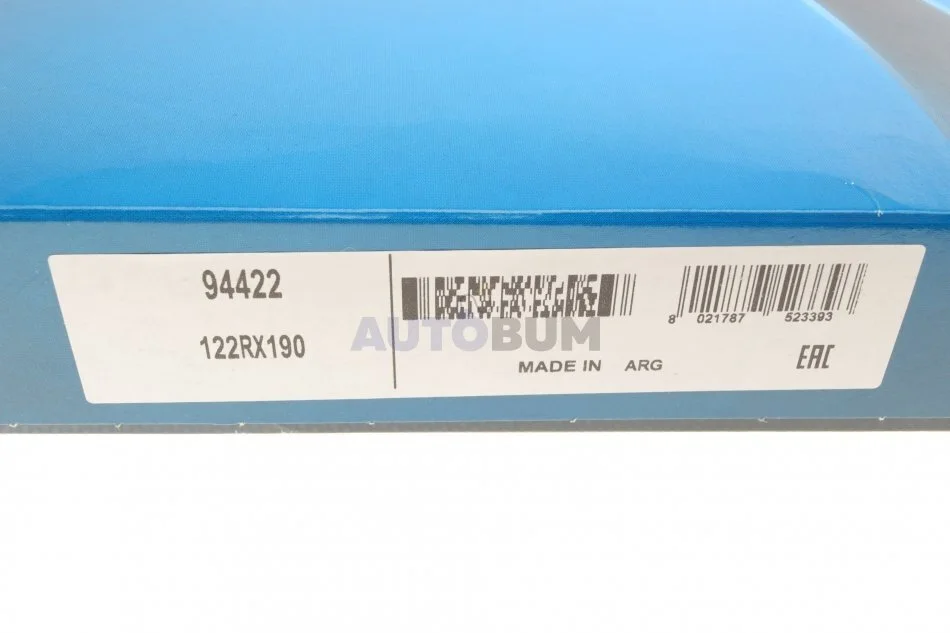 94422
122RX190
8 021787 523393
AUTOBUM
MADE IN ARG
EAC